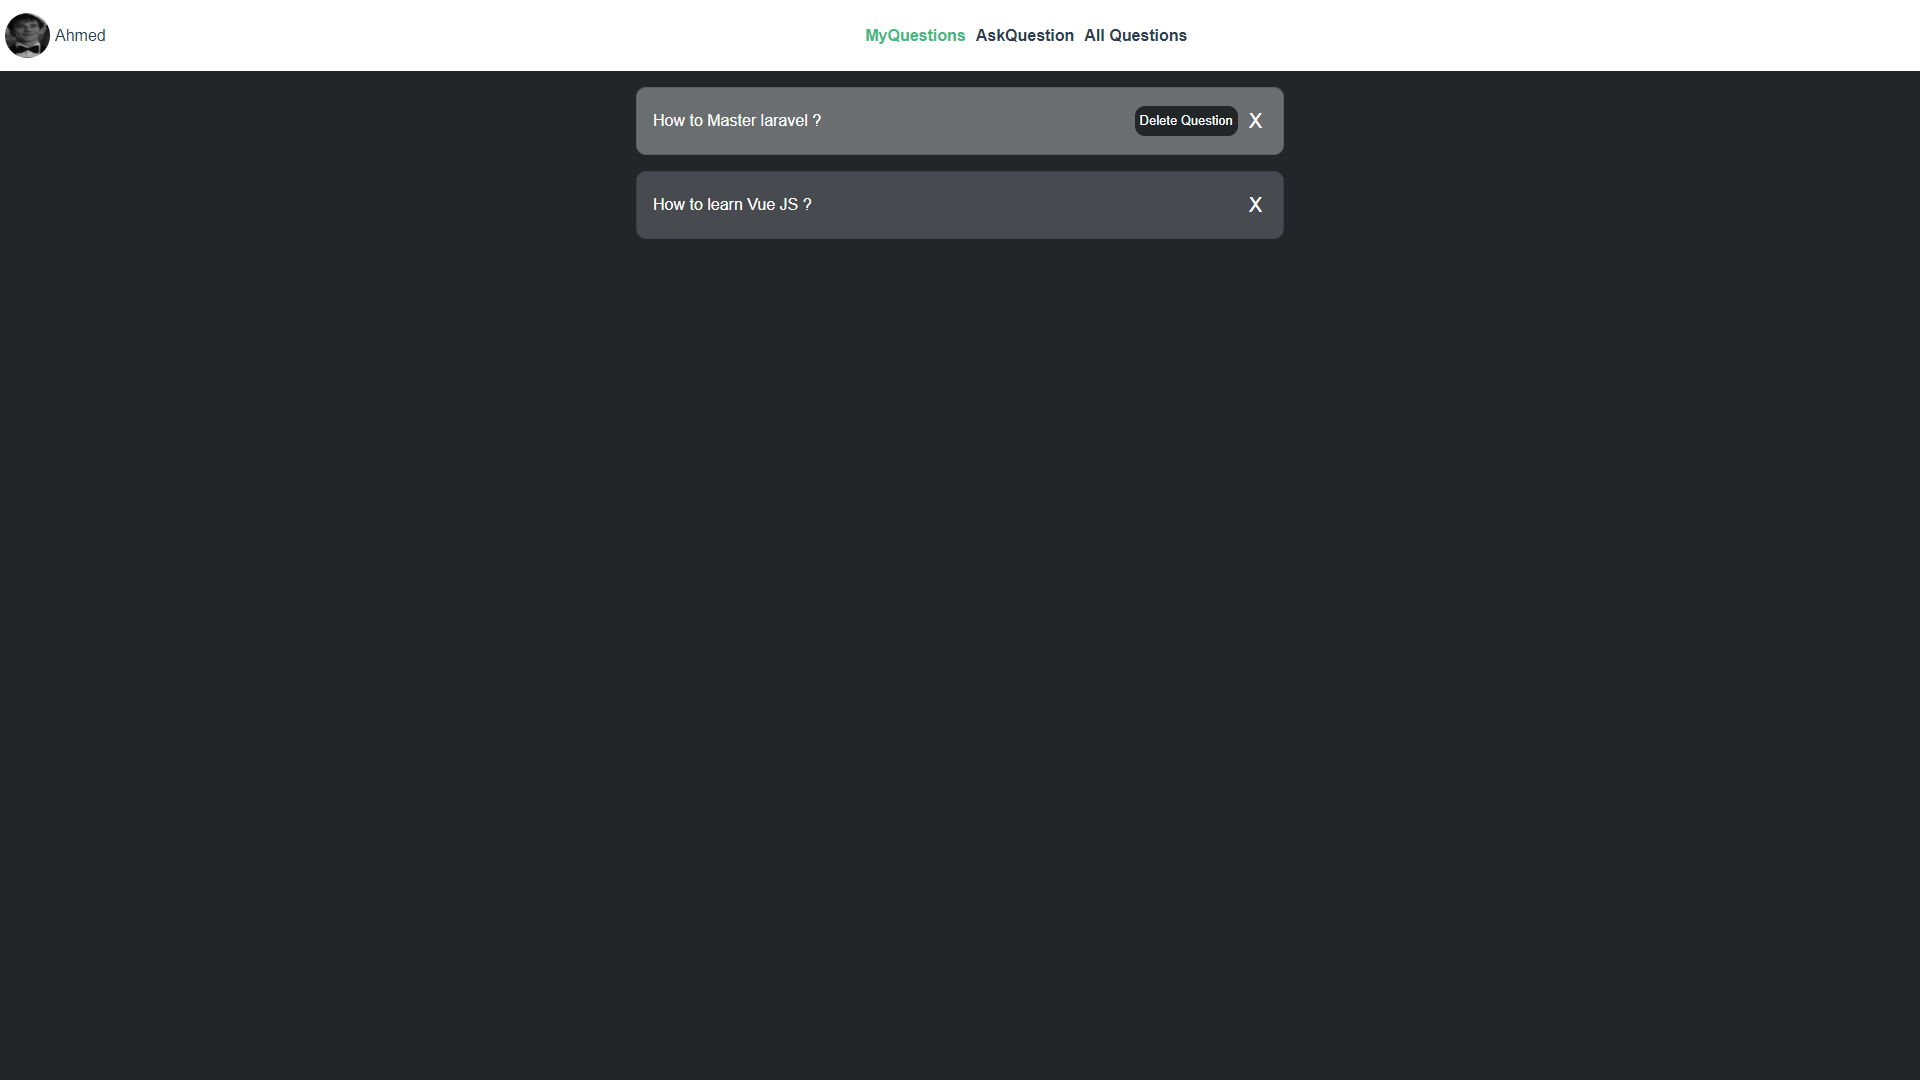 Ahmed
MyQuestions AskQuestion All Questions
How to Master laravel ? Delete Question X
How to learn Vue JS ? X